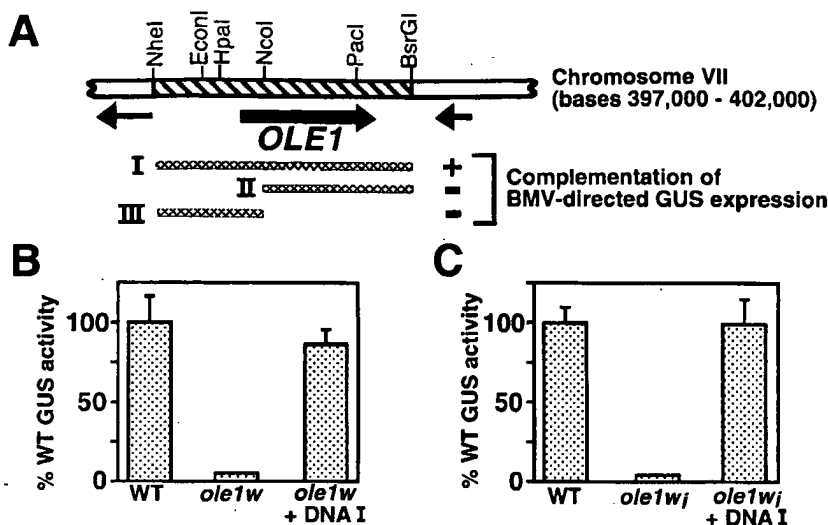 A
NheI
EconI
HpaI
NcoI
PacI
BsrGI
Chromosome VII
(bases 397,000 - 402,000)
OLE1
I
+
II
-
III
-
Complementation of
BMV-directed GUS expression
B
% WT GUS activity
100
50
0
WT
ole1w
ole1w
+ DNA I
C
% WT GUS activity
100
50
0
WT
ole1wi
ole1wi
+ DNA I